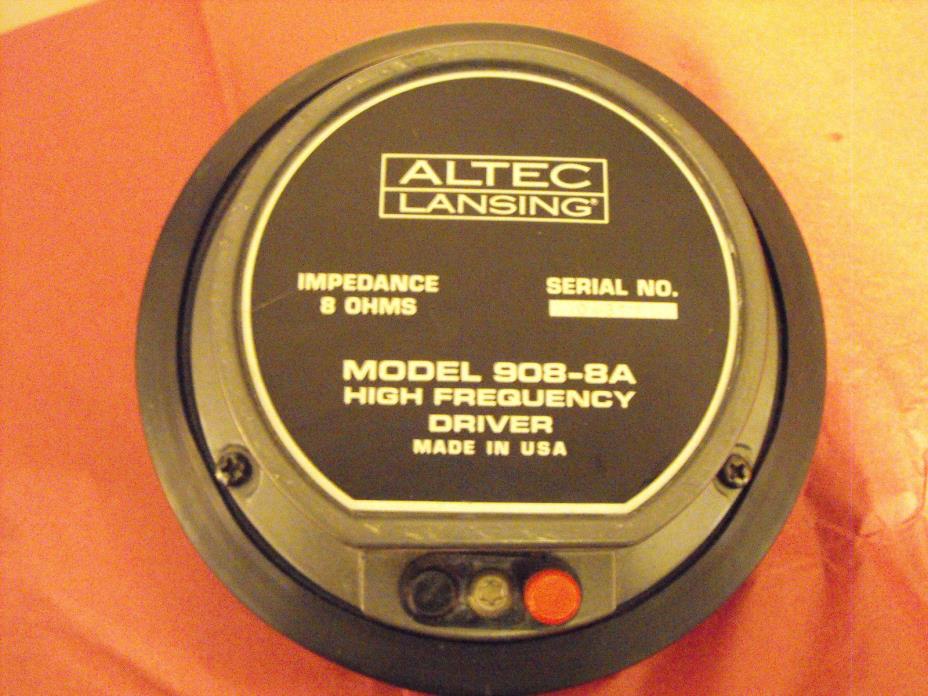 ALTEC
LANSING®
IMPEDANCE
8 OHMS
SERIAL NO.
MODEL 908-8A
HIGH FREQUENCY
DRIVER
MADE IN USA